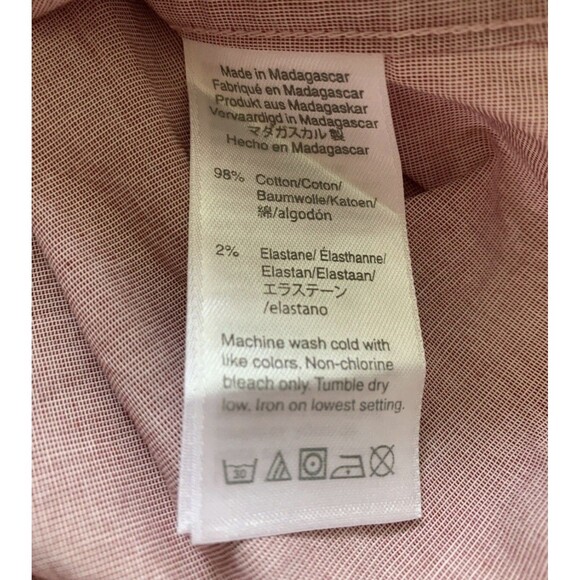 Made in Madagascar
Fabriqué en Madagascar
Produkt aus Madagaskar
Vervaardigd in Madagascar
マダガスカル製
Hecho en Madagascar
98% Cotton/Coton/
Baumwolle/Katoen/
綿/algodón
2% Elastane/ Élasthanne/
Elastan/Elastaan/
エラステーン
/elastano
Machine wash cold with
like colors. Non-chlorine
bleach only. Tumble dry
low. Iron on lowest setting.
30